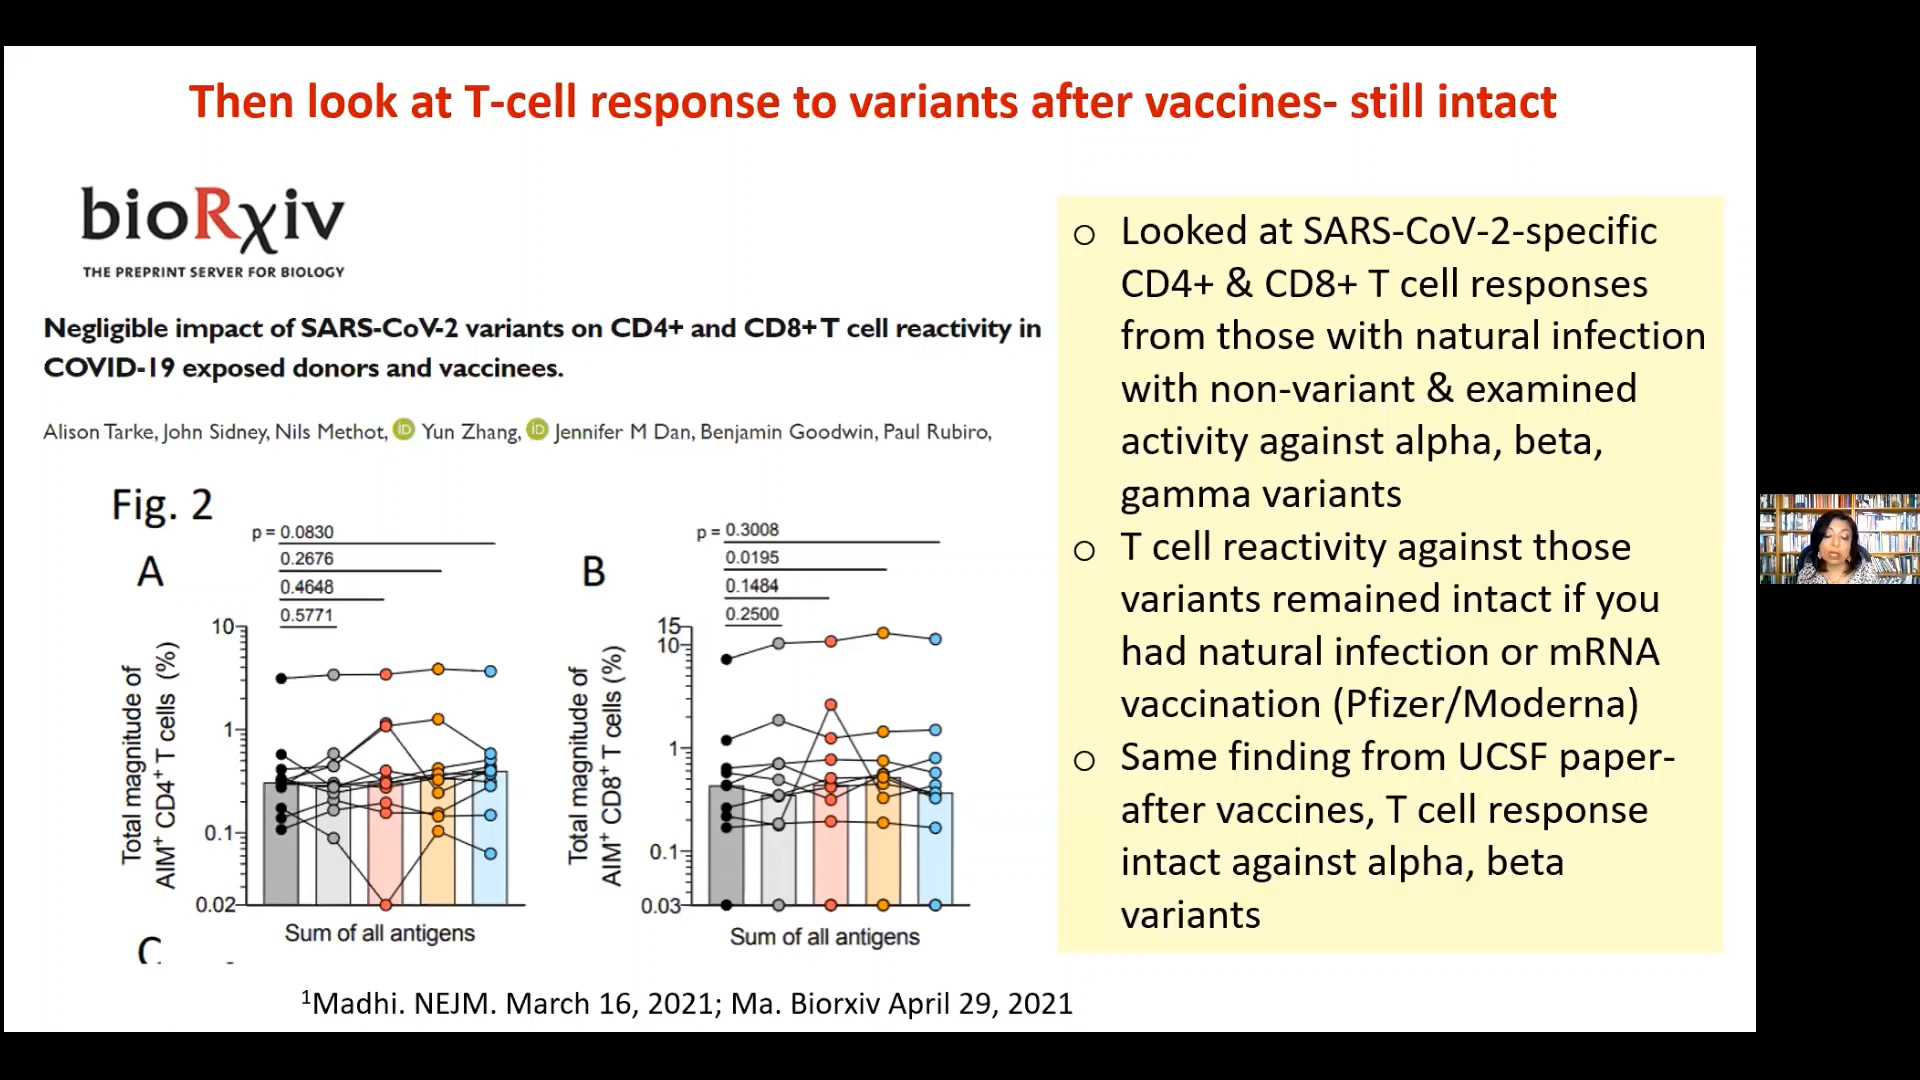 Then look at T-cell response to variants after vaccines- still intact
bioRxiv
THE PREPRINT SERVER FOR BIOLOGY
Negligible impact of SARS-CoV-2 variants on CD4+ and CD8+ T cell reactivity in
COVID-19 exposed donors and vaccinees.
Alison Tarke, John Sidney, Nils Methot, iD Yun Zhang, iD Jennifer M Dan, Benjamin Goodwin, Paul Rubiro,
Fig. 2
A
p = 0.0830
0.2676
0.4648
0.5771
10
1
0.1
0.02
Total magnitude of
AIM+ CD4+ T cells (%)
Sum of all antigens
B
p = 0.3008
0.0195
0.1484
0.2500
15
10
1
0.1
0.03
Total magnitude of
AIM+ CD8+ T cells (%)
Sum of all antigens
C
○ Looked at SARS-CoV-2-specific
CD4+ & CD8+ T cell responses
from those with natural infection
with non-variant & examined
activity against alpha, beta,
gamma variants
○ T cell reactivity against those
variants remained intact if you
had natural infection or mRNA
vaccination (Pfizer/Moderna)
○ Same finding from UCSF paper-
after vaccines, T cell response
intact against alpha, beta
variants
1Madhi. NEJM. March 16, 2021; Ma. Biorxiv April 29, 2021